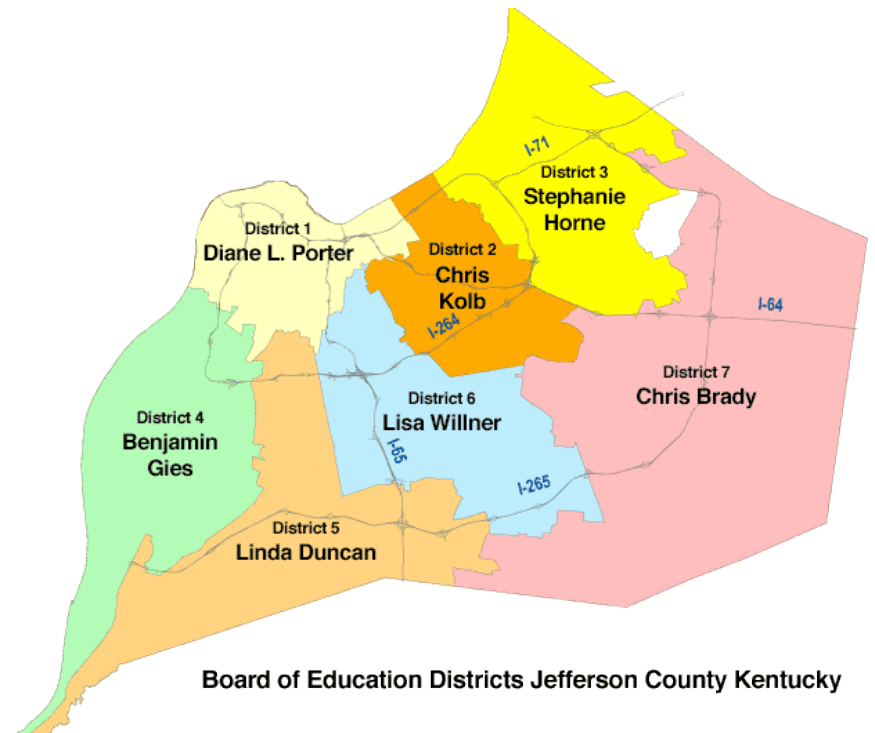 I-71
District 3
Stephanie
Horne
District 1
Diane L. Porter
District 2
Chris
Kolb
I-264
I-64
District 7
Chris Brady
District 6
Lisa Willner
District 4
Benjamin
Gies
I-65
I-265
District 5
Linda Duncan
Board of Education Districts Jefferson County Kentucky